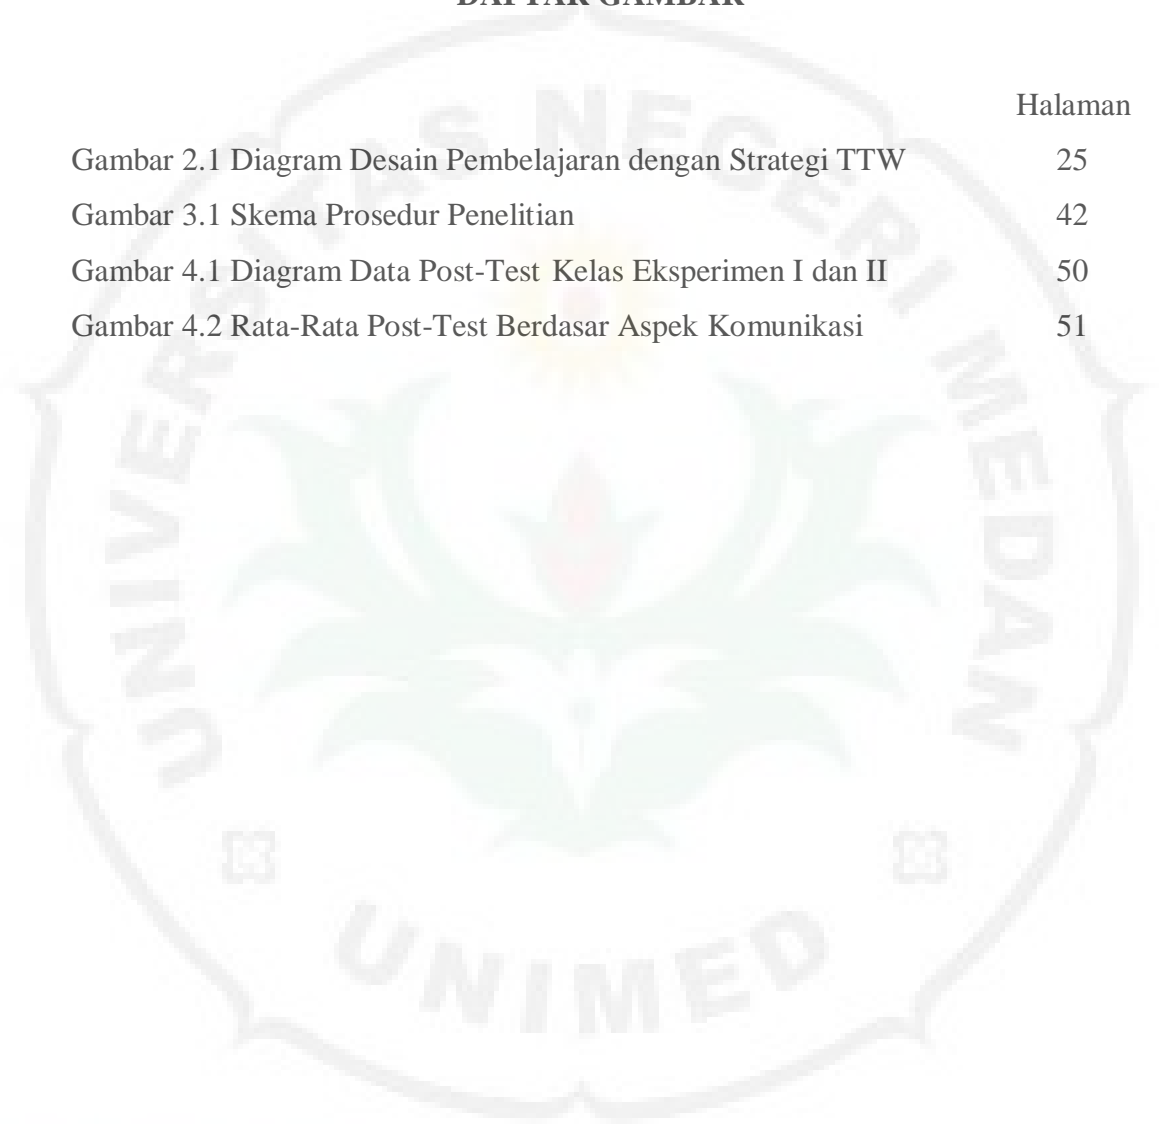 DAFTAR GAMBAR
Halaman
Gambar 2.1 Diagram Desain Pembelajaran dengan Strategi TTW 25
Gambar 3.1 Skema Prosedur Penelitian 42
Gambar 4.1 Diagram Data Post-Test Kelas Eksperimen I dan II 50
Gambar 4.2 Rata-Rata Post-Test Berdasar Aspek Komunikasi 51
UNIVERSITAS NEGERI MEDAN
UNIMED